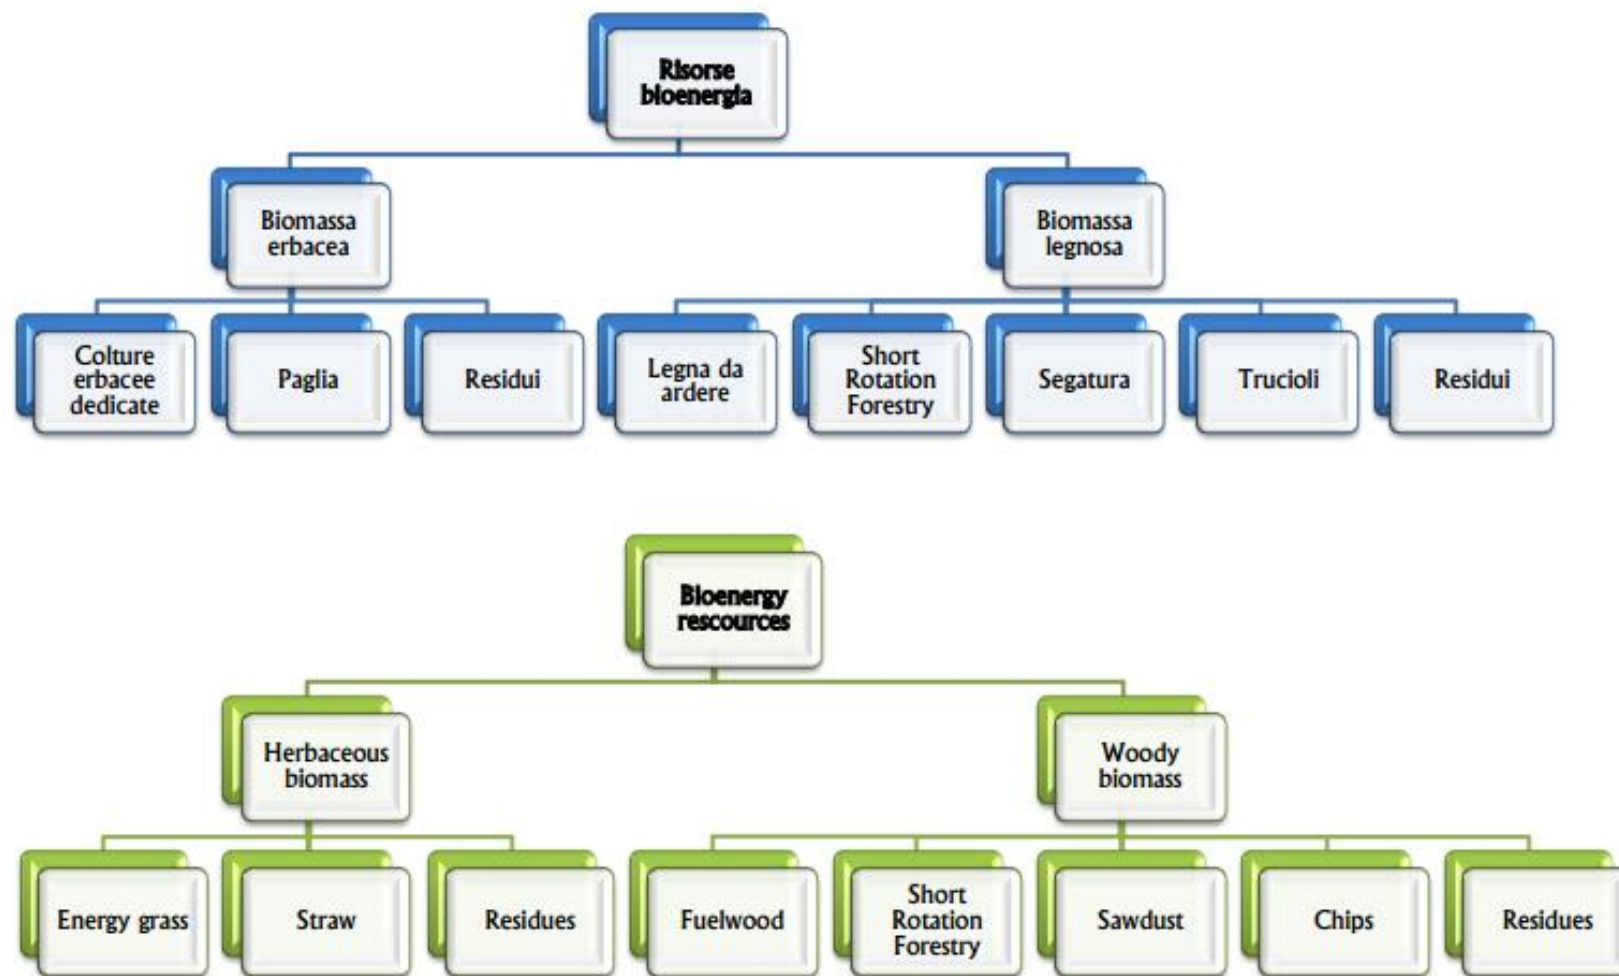 Risorse
bioenergia
Biomassa
erbacea
Biomassa
legnosa
Colture
erbacee
dedicate
Paglia
Residui
Legna da
ardere
Short
Rotation
Forestry
Segatura
Trucioli
Residui
Bioenergy
rescources
Herbaceous
biomass
Woody
biomass
Energy grass
Straw
Residues
Fuelwood
Short
Rotation
Forestry
Sawdust
Chips
Residues